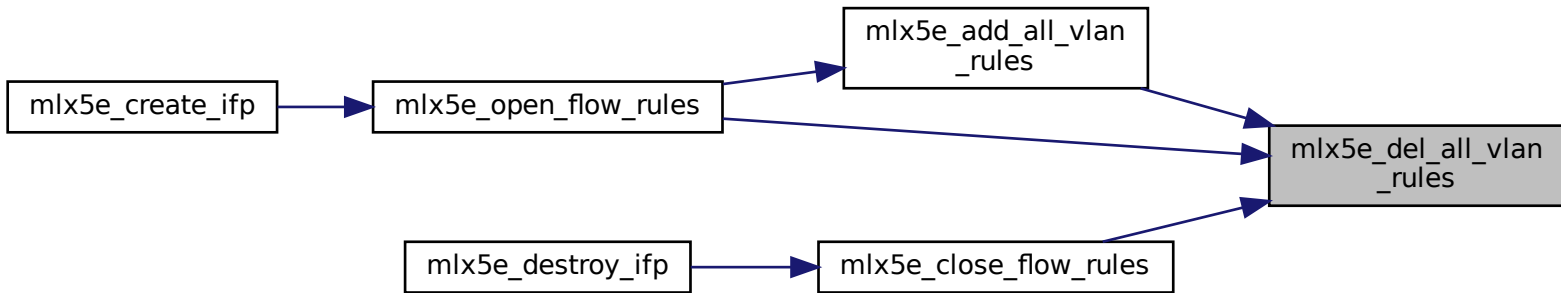 mlx5e_add_all_vlan
_rules
mlx5e_create_ifp
mlx5e_open_flow_rules
mlx5e_del_all_vlan
_rules
mlx5e_destroy_ifp
mlx5e_close_flow_rules